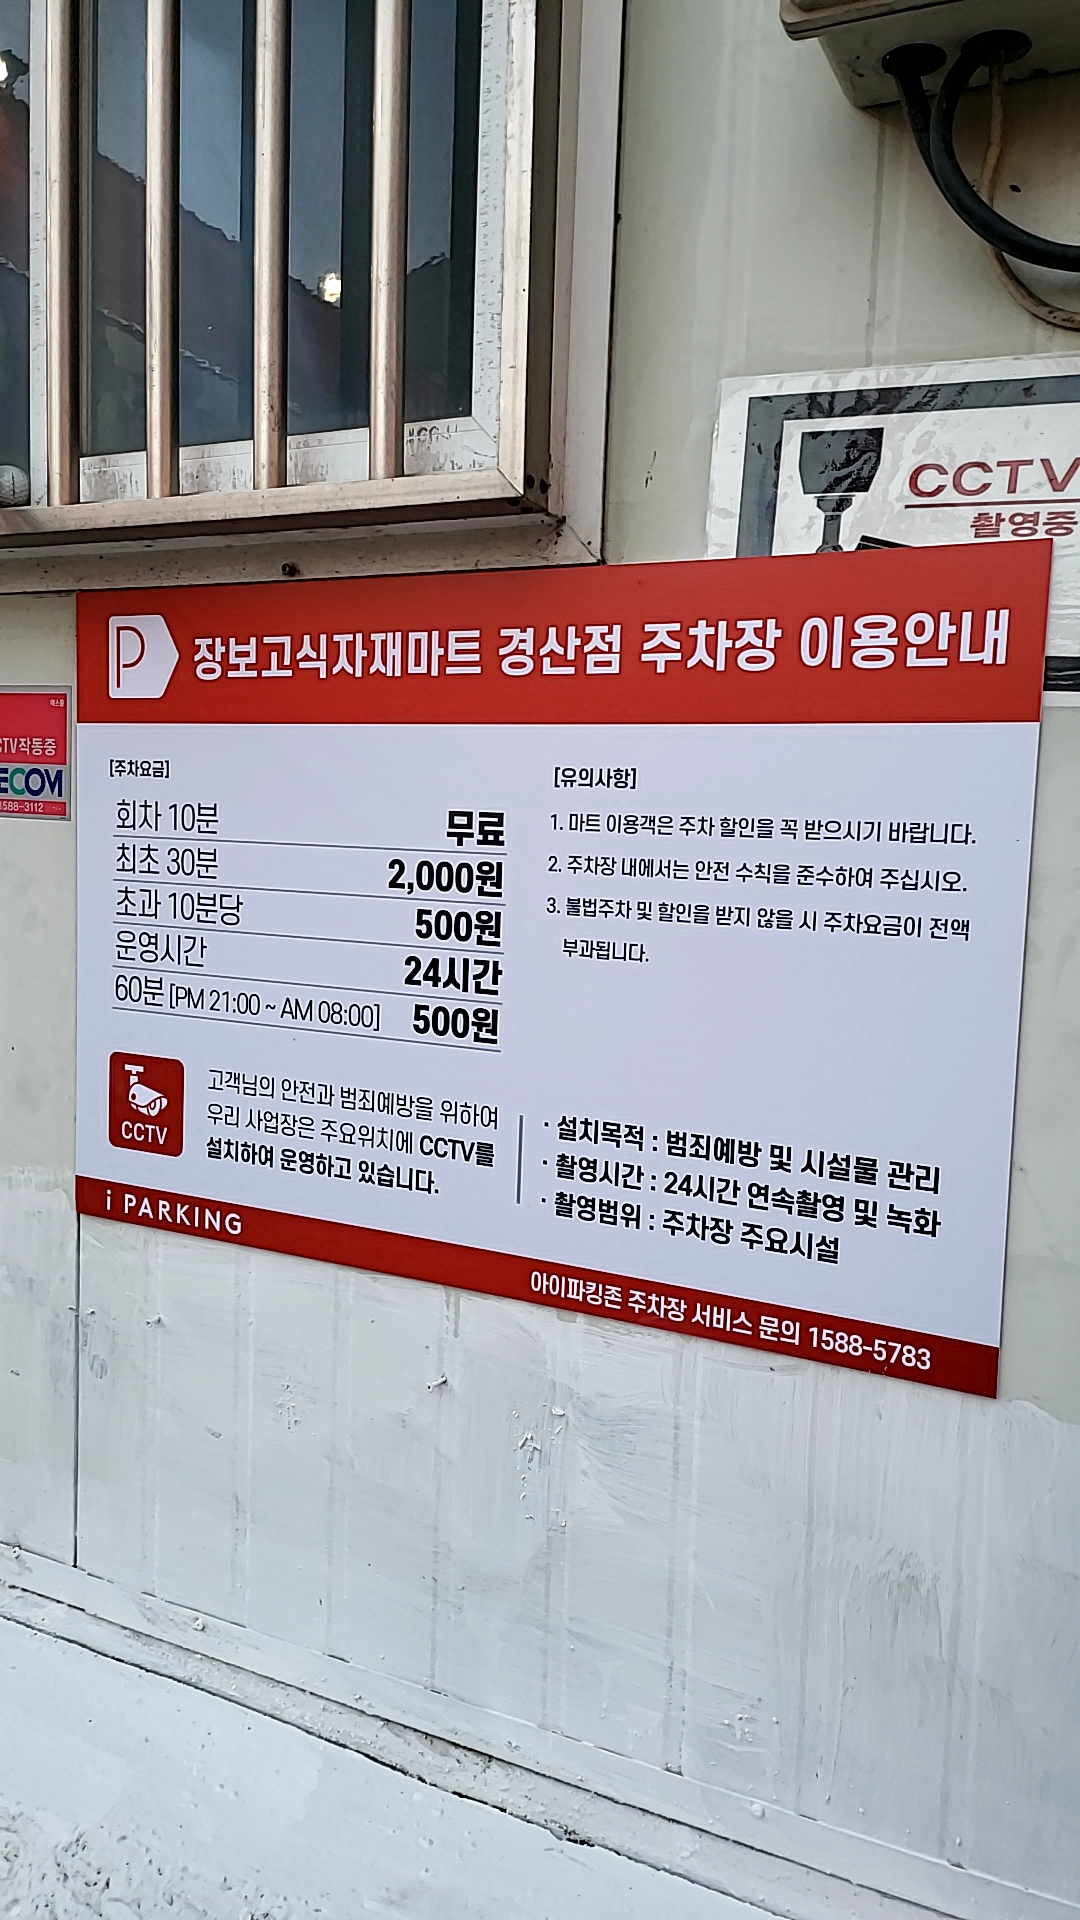 CCTV
촬영중
장보고식자재마트 경산점 주차장 이용안내
TV작동중
ECOM
1588-3112
[주차요금]
회차 10분 무료
최초 30분 2,000원
초과 10분당 500원
운영시간 24시간
60분 [PM 21:00 ~ AM 08:00] 500원
[유의사항]
1. 마트 이용객은 주차 할인을 꼭 받으시기 바랍니다.
2. 주차장 내에서는 안전 수칙을 준수하여 주십시오.
3. 불법주차 및 할인을 받지 않을 시 주차요금이 전액
부과됩니다.
CCTV
고객님의 안전과 범죄예방을 위하여
우리 사업장은 주요위치에 CCTV를
설치하여 운영하고 있습니다.
· 설치목적 : 범죄예방 및 시설물 관리
· 촬영시간 : 24시간 연속촬영 및 녹화
· 촬영범위 : 주차장 주요시설
i PARKING
아이파킹존 주차장 서비스 문의 1588-5783